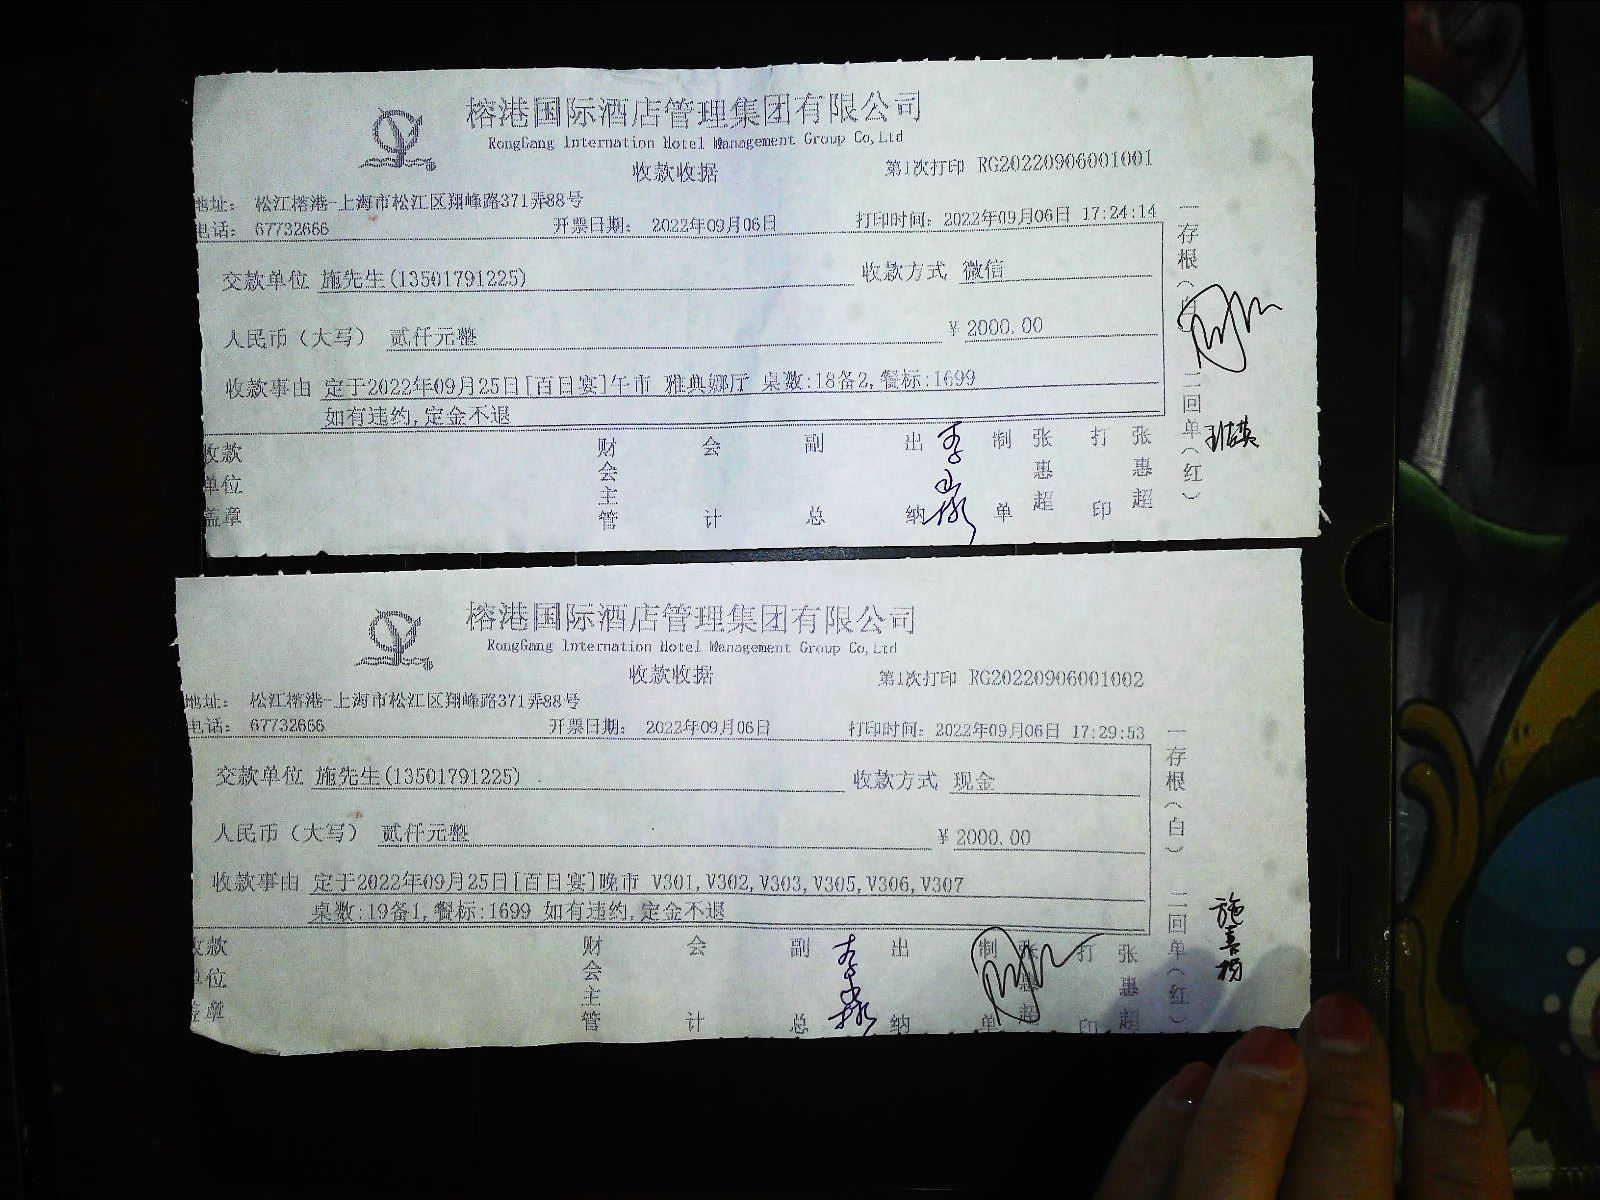 榕港国际酒店管理集团有限公司
RongGang Internation Hotel Management Group Co,Ltd
收款收据
第1次打印 RG20220906001001
地址： 松江榕港-上海市松江区翔峰路371弄88号
电话： 67732666 开票日期： 2022年09月06日 打印时间：2022年09月06日 17:24:14
交款单位 施先生(13501791225) 收款方式 微信
人民币（大写） 贰仟元整 ¥2000.00
收款事由 定于2022年09月25日[百日宴]午市 雅典娜厅 桌数:18备2,餐标:1699
如有违约,定金不退
收款单位盖章 财会主管 会计 副总 出纳 制单 张惠超 打印 张惠超
一存根（白） 二回单（红）
榕港国际酒店管理集团有限公司
RongGang Internation Hotel Management Group Co,Ltd
收款收据
第1次打印 RG20220906001002
地址： 松江榕港-上海市松江区翔峰路371弄88号
电话： 67732666 开票日期： 2022年09月06日 打印时间：2022年09月06日 17:29:53
交款单位 施先生(13501791225) 收款方式 现金
人民币（大写） 贰仟元整 ¥2000.00
收款事由 定于2022年09月25日[百日宴]晚市 V301,V302,V303,V305,V306,V307
桌数:19备1,餐标:1699 如有违约,定金不退
收款单位盖章 财会主管 会计 副总 出纳 制单 张惠超 打印 张惠超
一存根（白） 二回单（红）